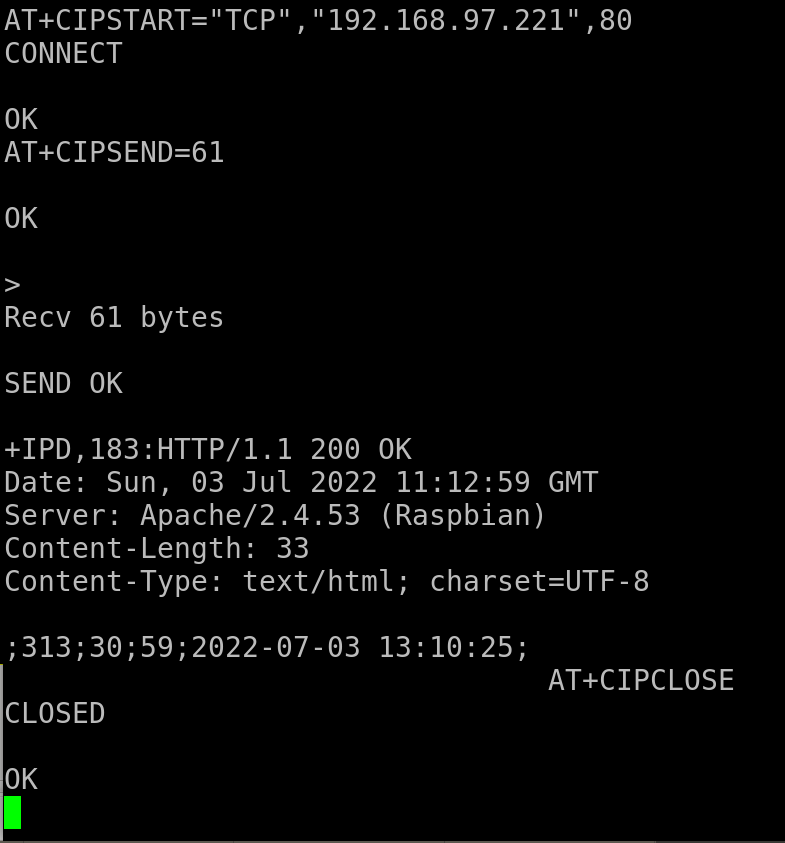 AT+CIPSTART="TCP","192.168.97.221",80
CONNECT
OK
AT+CIPSEND=61
OK
>
Recv 61 bytes
SEND OK
+IPD,183:HTTP/1.1 200 OK
Date: Sun, 03 Jul 2022 11:12:59 GMT
Server: Apache/2.4.53 (Raspbian)
Content-Length: 33
Content-Type: text/html; charset=UTF-8
;313;30;59;2022-07-03 13:10:25;
AT+CIPCLOSE
CLOSED
OK